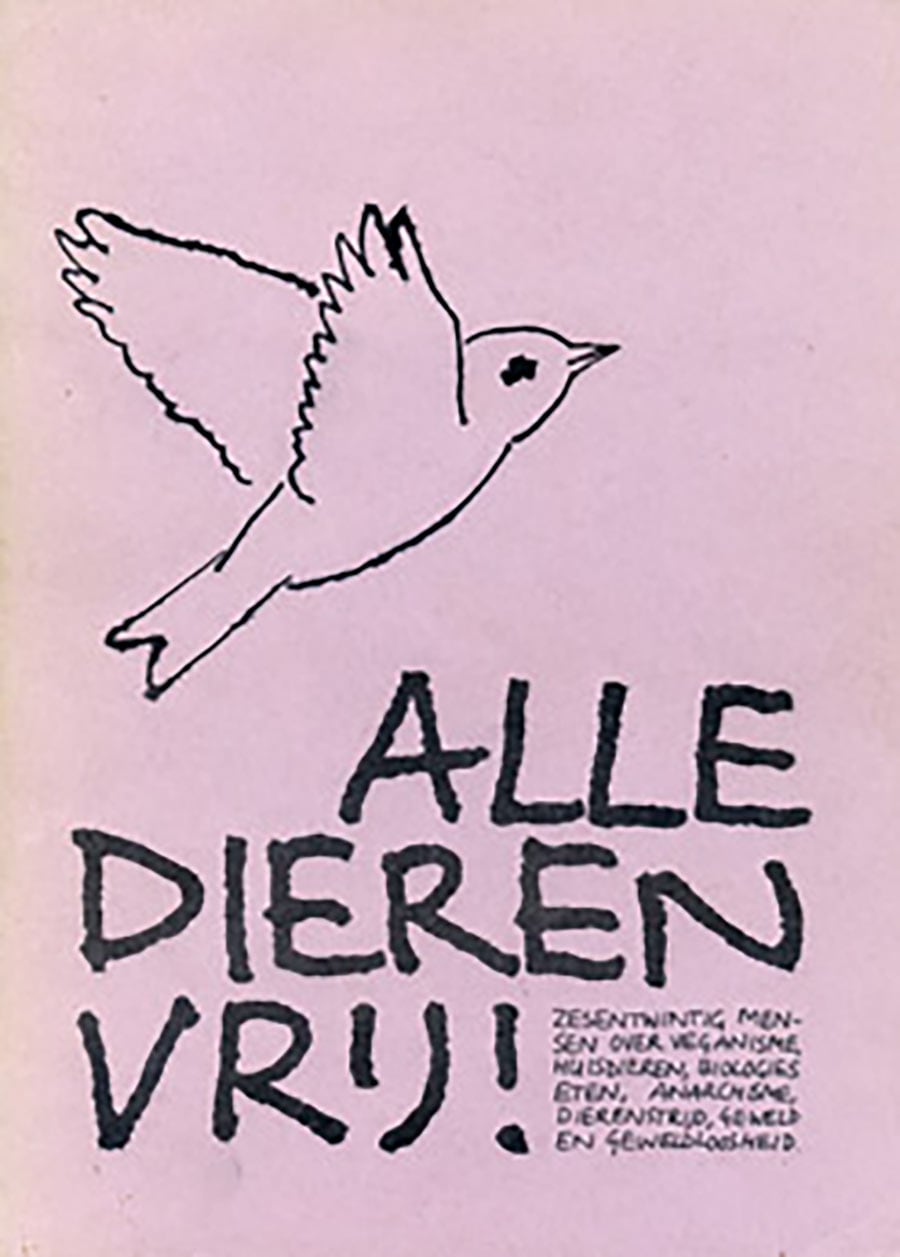 ALLE
DIEREN
VRIJ!
ZESENTWINTIG MEN-
SEN OVER VEGANISME,
HUISDIEREN, BIOLOGIES
ETEN, ANARCHISME,
DIERENSTRIJD, GEWELD
EN GEWELDLOOSHEID.